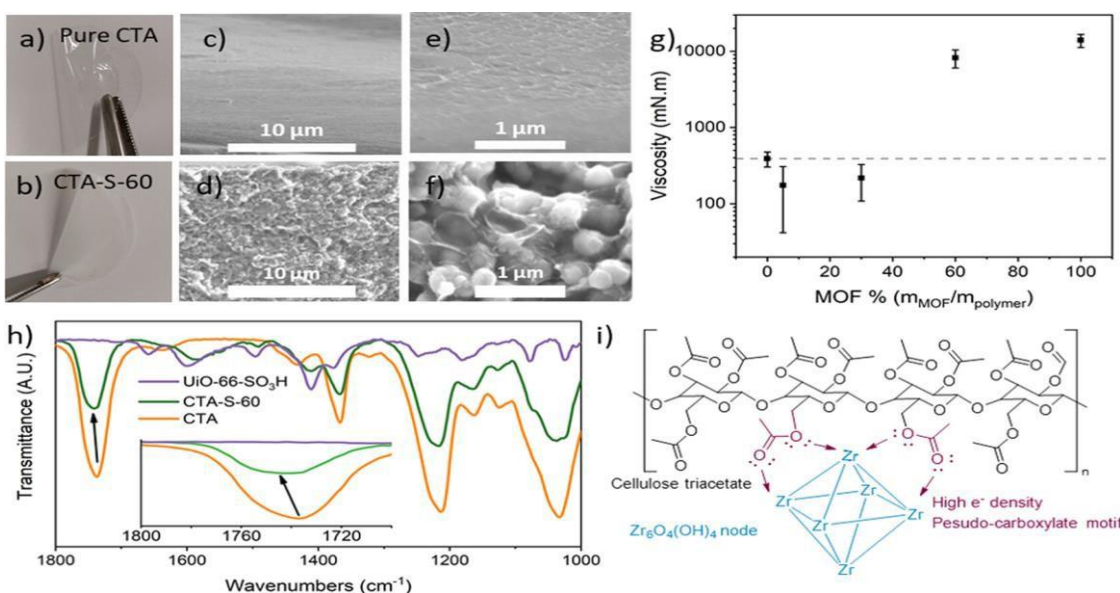 a)
Pure CTA
b)
CTA-S-60
c)
10 µm
d)
10 µm
e)
1 µm
f)
1 µm
g)
Viscosity (mN.m)
10000
1000
100
0 20 40 60 80 100
MOF % (mMOF/mpolymer)
h)
Transmittance (A.U.)
UiO-66-SO3H
CTA-S-60
CTA
1800 1760 1720
1800 1600 1400 1200 1000
Wavenumbers (cm-1)
i)
O O O O
O O O O
O O O O
O O O O
n
Cellulose triacetate
Zr
Zr Zr Zr
Zr
Zr
Zr6O4(OH)4 node
High e- density
Pesudo-carboxylate motif